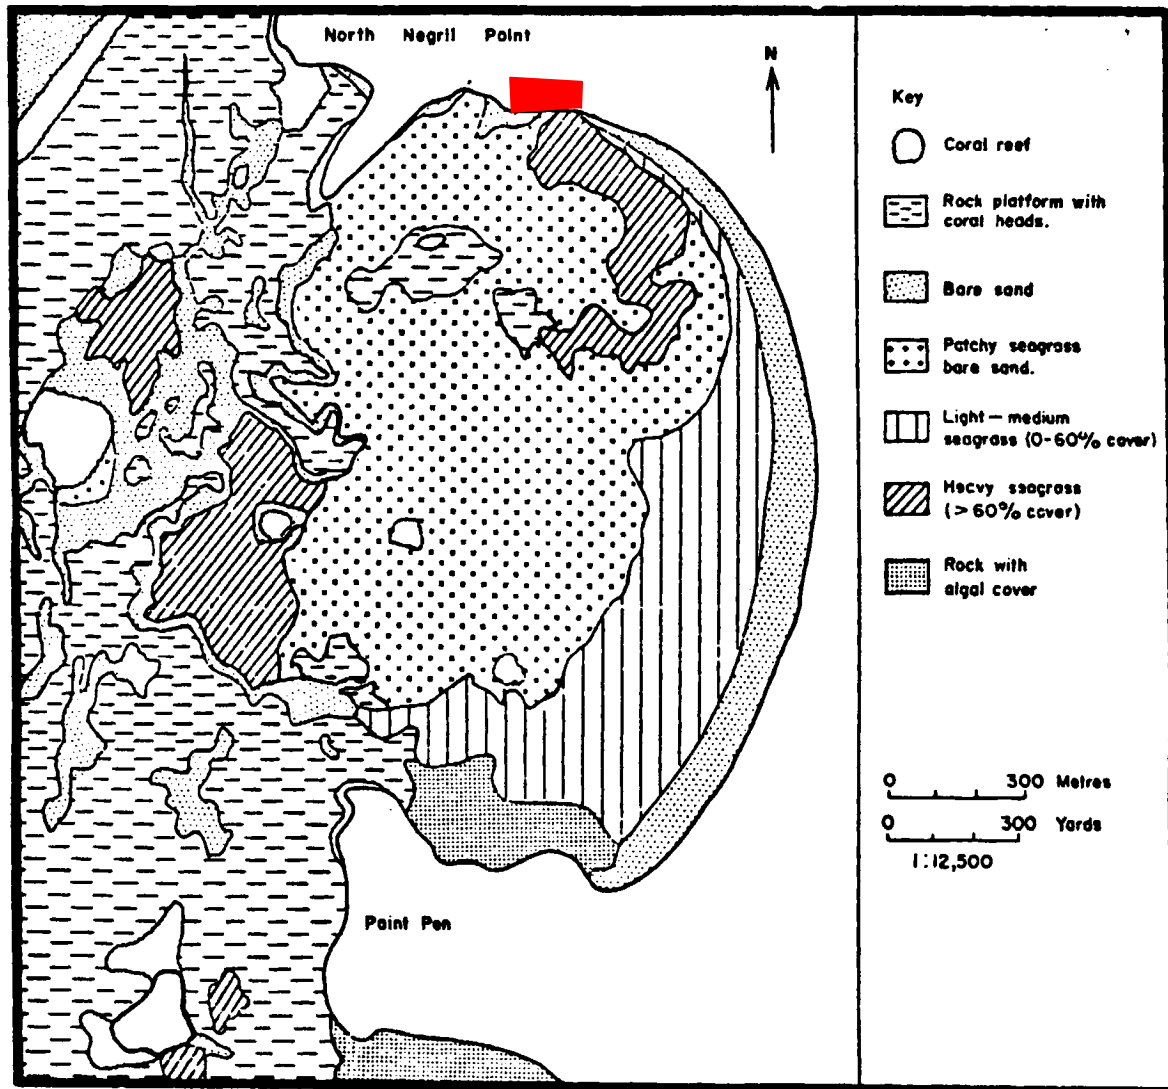 North Negril Point
N
Key
Coral reef
Rock platform with
coral heads.
Bare sand
Patchy seagrass
bare sand.
Light-medium
seagrass (0-60% cover)
Heavy seagrass
(>60% cover)
Rock with
algal cover
0 300 Metres
0 300 Yards
1:12,500
Point Pen